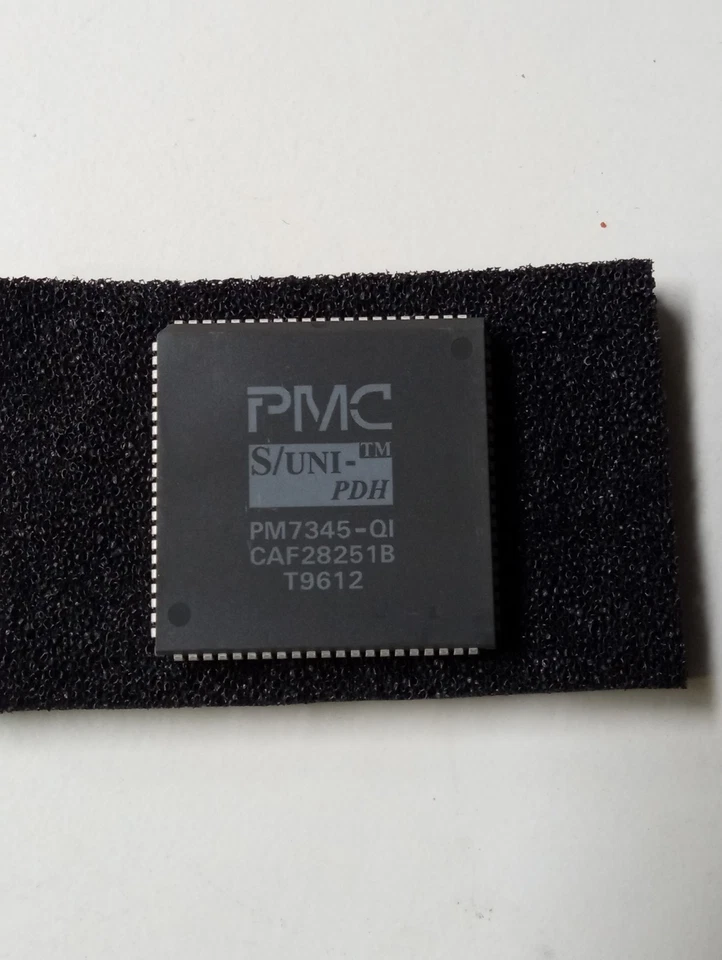 PMC
S/UNI-™
PDH
PM7345-QI
CAF28251B
T9612